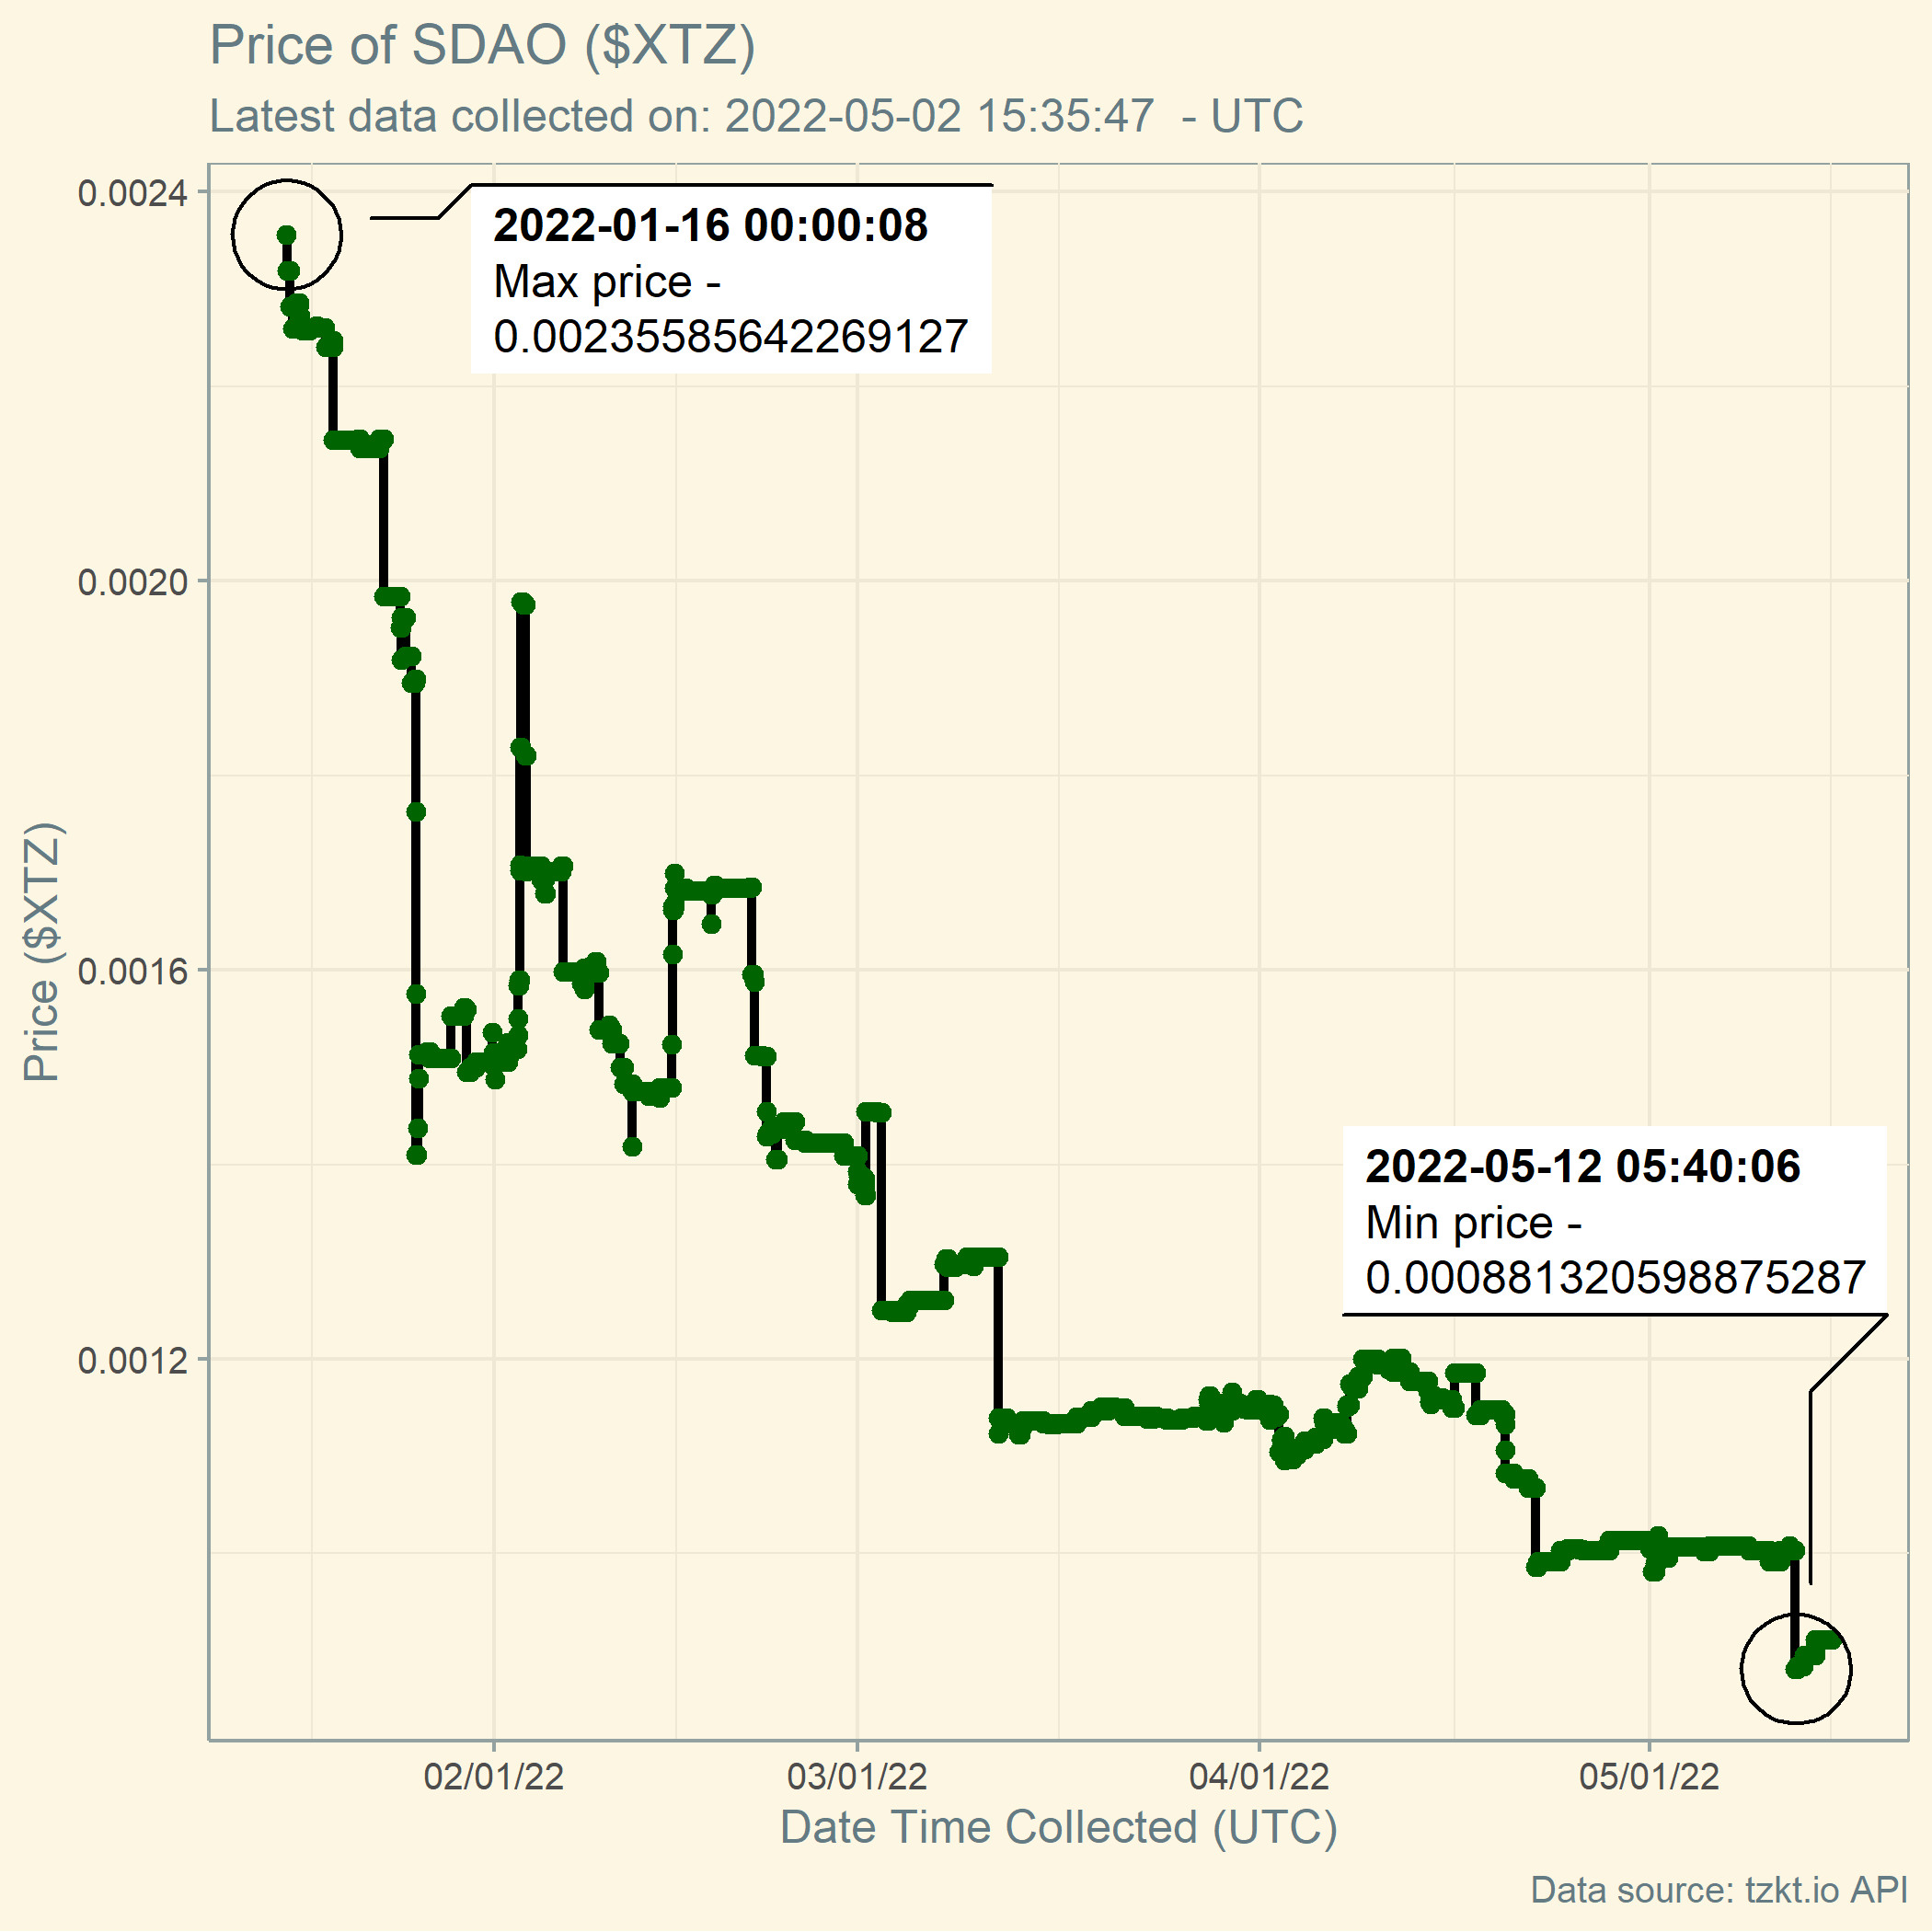 Price of SDAO ($XTZ)
Latest data collected on: 2022-05-02 15:35:47  - UTC
0.0024
2022-01-16 00:00:08
Max price -
0.00235585642269127
0.0020
Price ($XTZ)
0.0016
2022-05-12 05:40:06
Min price -
0.000881320598875287
0.0012
02/01/22
03/01/22
04/01/22
05/01/22
Date Time Collected (UTC)
Data source: tzkt.io API